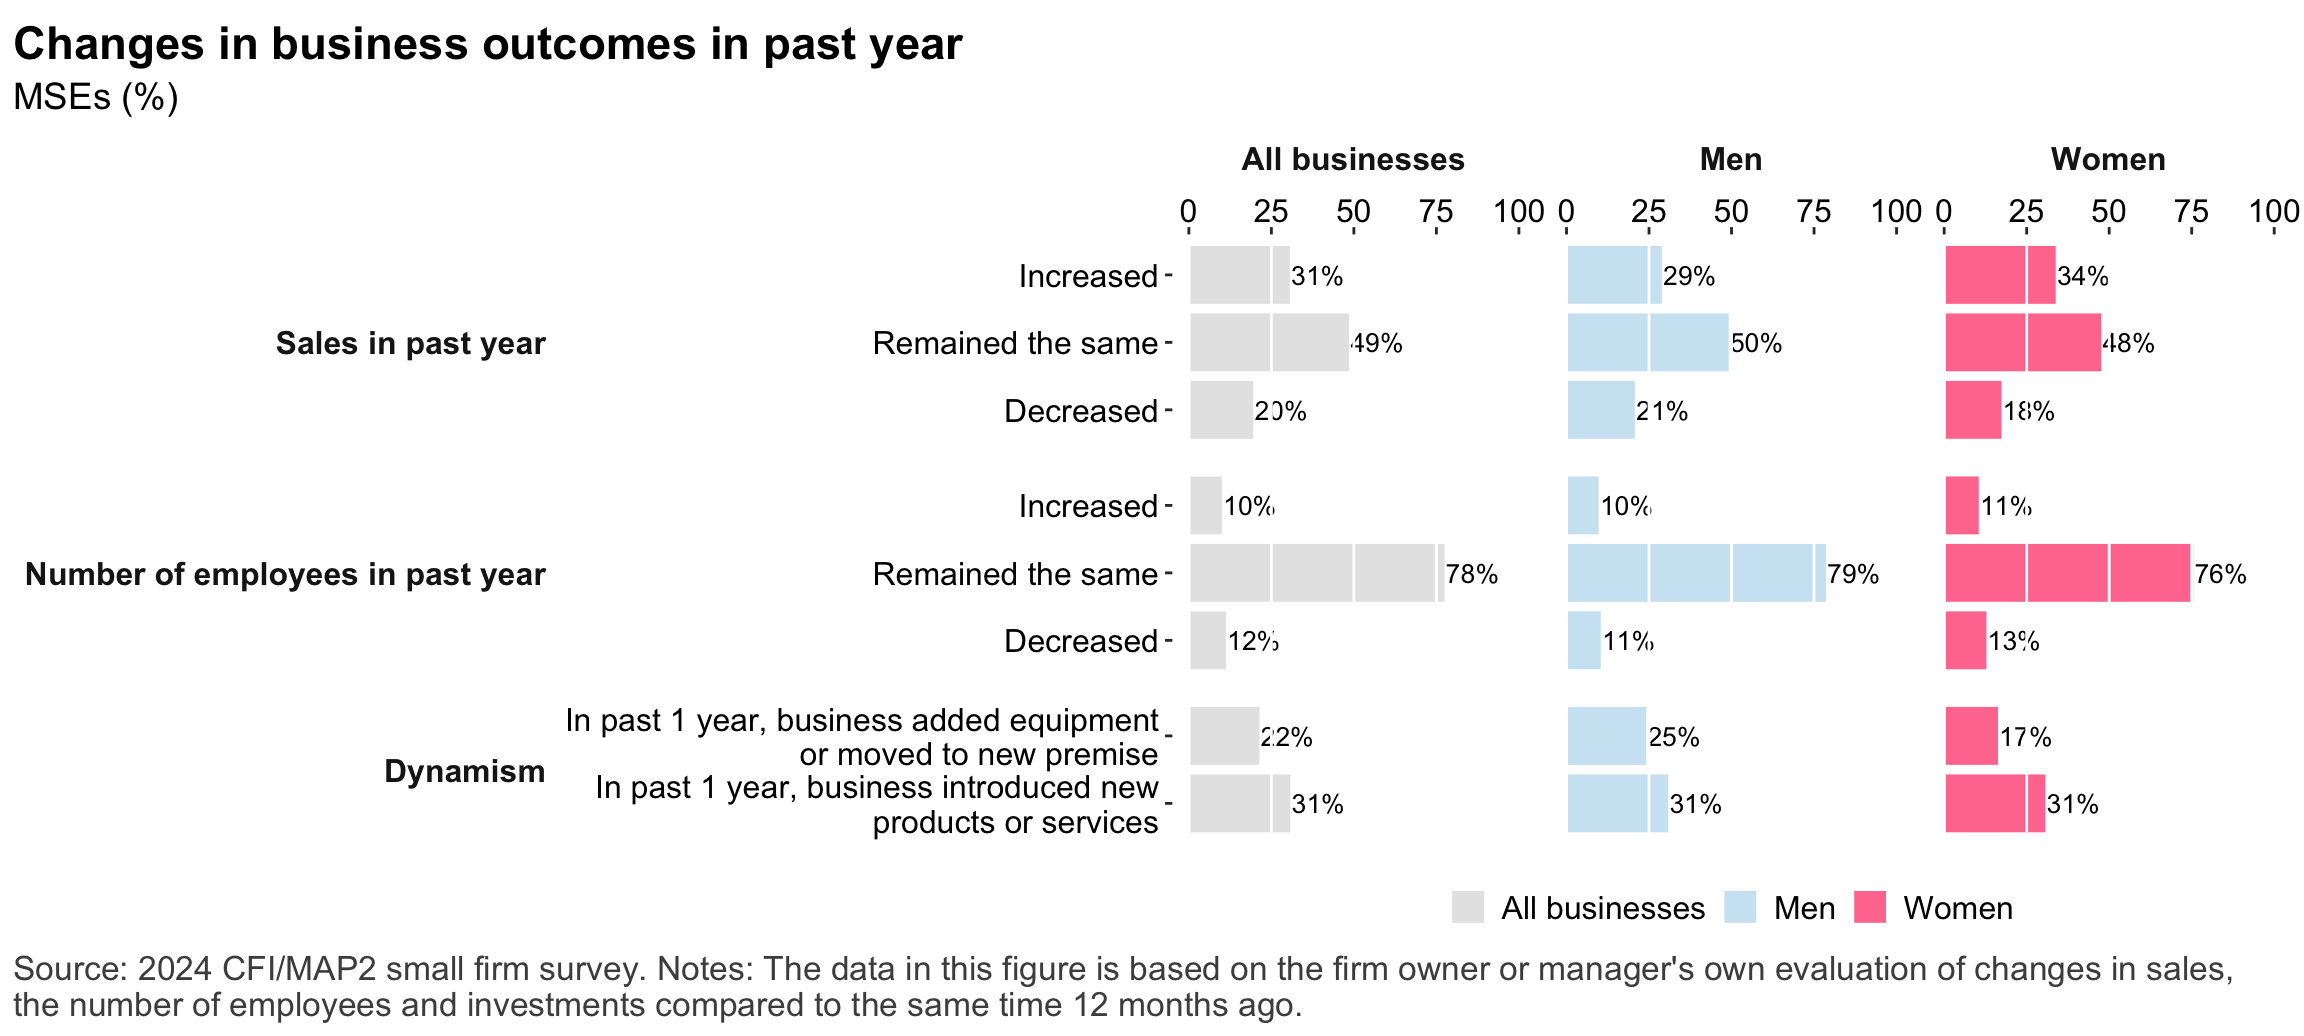 Changes in business outcomes in past year
MSEs (%)
All businesses Men Women
0 25 50 75 100 0 25 50 75 100 0 25 50 75 100
Increased 31% 29% 34%
Sales in past year Remained the same 49% 50% 48%
Decreased 20% 21% 18%
Increased 10% 10% 11%
Number of employees in past year Remained the same 78% 79% 76%
Decreased 12% 11% 13%
Dynamism
In past 1 year, business added equipment
or moved to new premise
22% 25% 17%
In past 1 year, business introduced new
products or services
31% 31% 31%
All businesses Men Women
Source: 2024 CFI/MAP2 small firm survey. Notes: The data in this figure is based on the firm owner or manager's own evaluation of changes in sales,
the number of employees and investments compared to the same time 12 months ago.